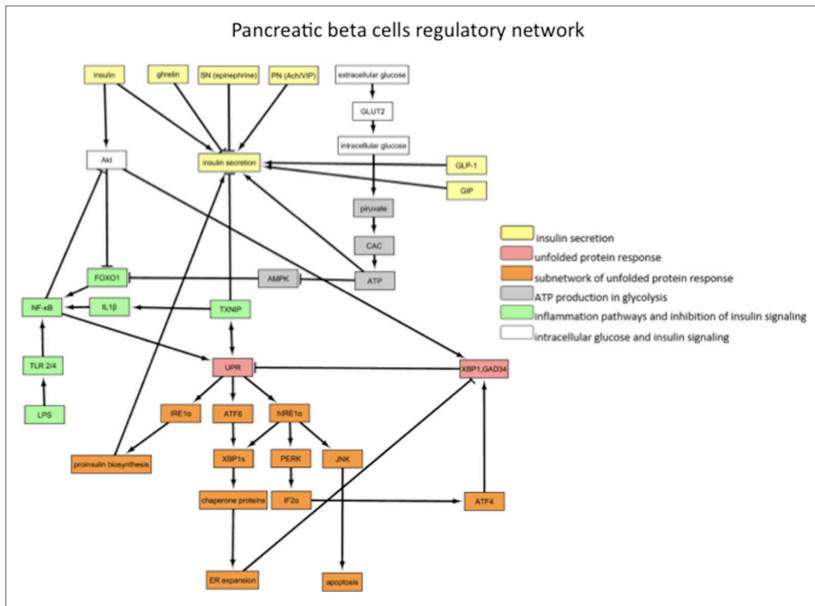 Pancreatic beta cells regulatory network
insulin
ghrelin
SN (epinephrine)
PN (Ach/VIP)
extracellular glucose
GLUT2
intracellular glucose
Akt
insulin secretion
GLP-1
GIP
piruvate
CAC
ATP
AMPK
FOXO1
NF-κB
IL1β
TXNIP
TLR 2/4
LPS
UPR
XBP1,GAD34
IRE1α
ATF6
hIRE1α
proinsulin biosynthesis
XBP1s
PERK
JNK
chaperone proteins
IF2α
ATF4
ER expansion
apoptosis
insulin secretion
unfolded protein response
subnetwork of unfolded protein response
ATP production in glycolysis
inflammation pathways and inhibition of insulin signaling
intracellular glucose and insulin signaling